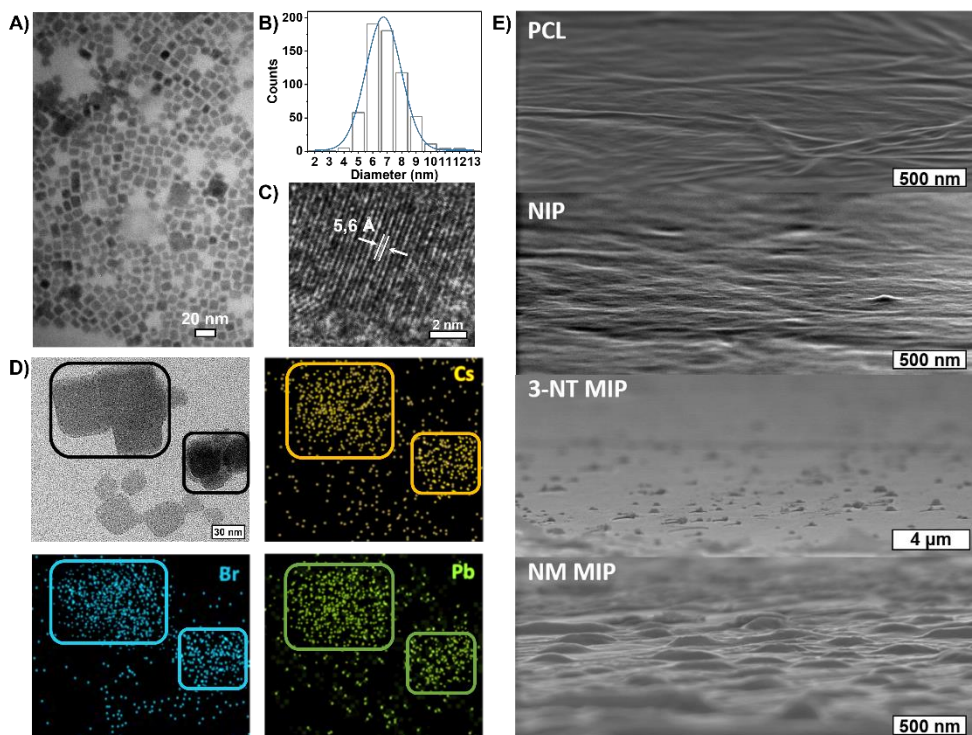 A)
20 nm
B)
Counts
200
150
100
50
0
2 3 4 5 6 7 8 9 10 11 12 13
Diameter (nm)
C)
5,6 Å
2 nm
D)
30 nm
Cs
Br
Pb
E)
PCL
500 nm
NIP
500 nm
3-NT MIP
4 µm
NM MIP
500 nm